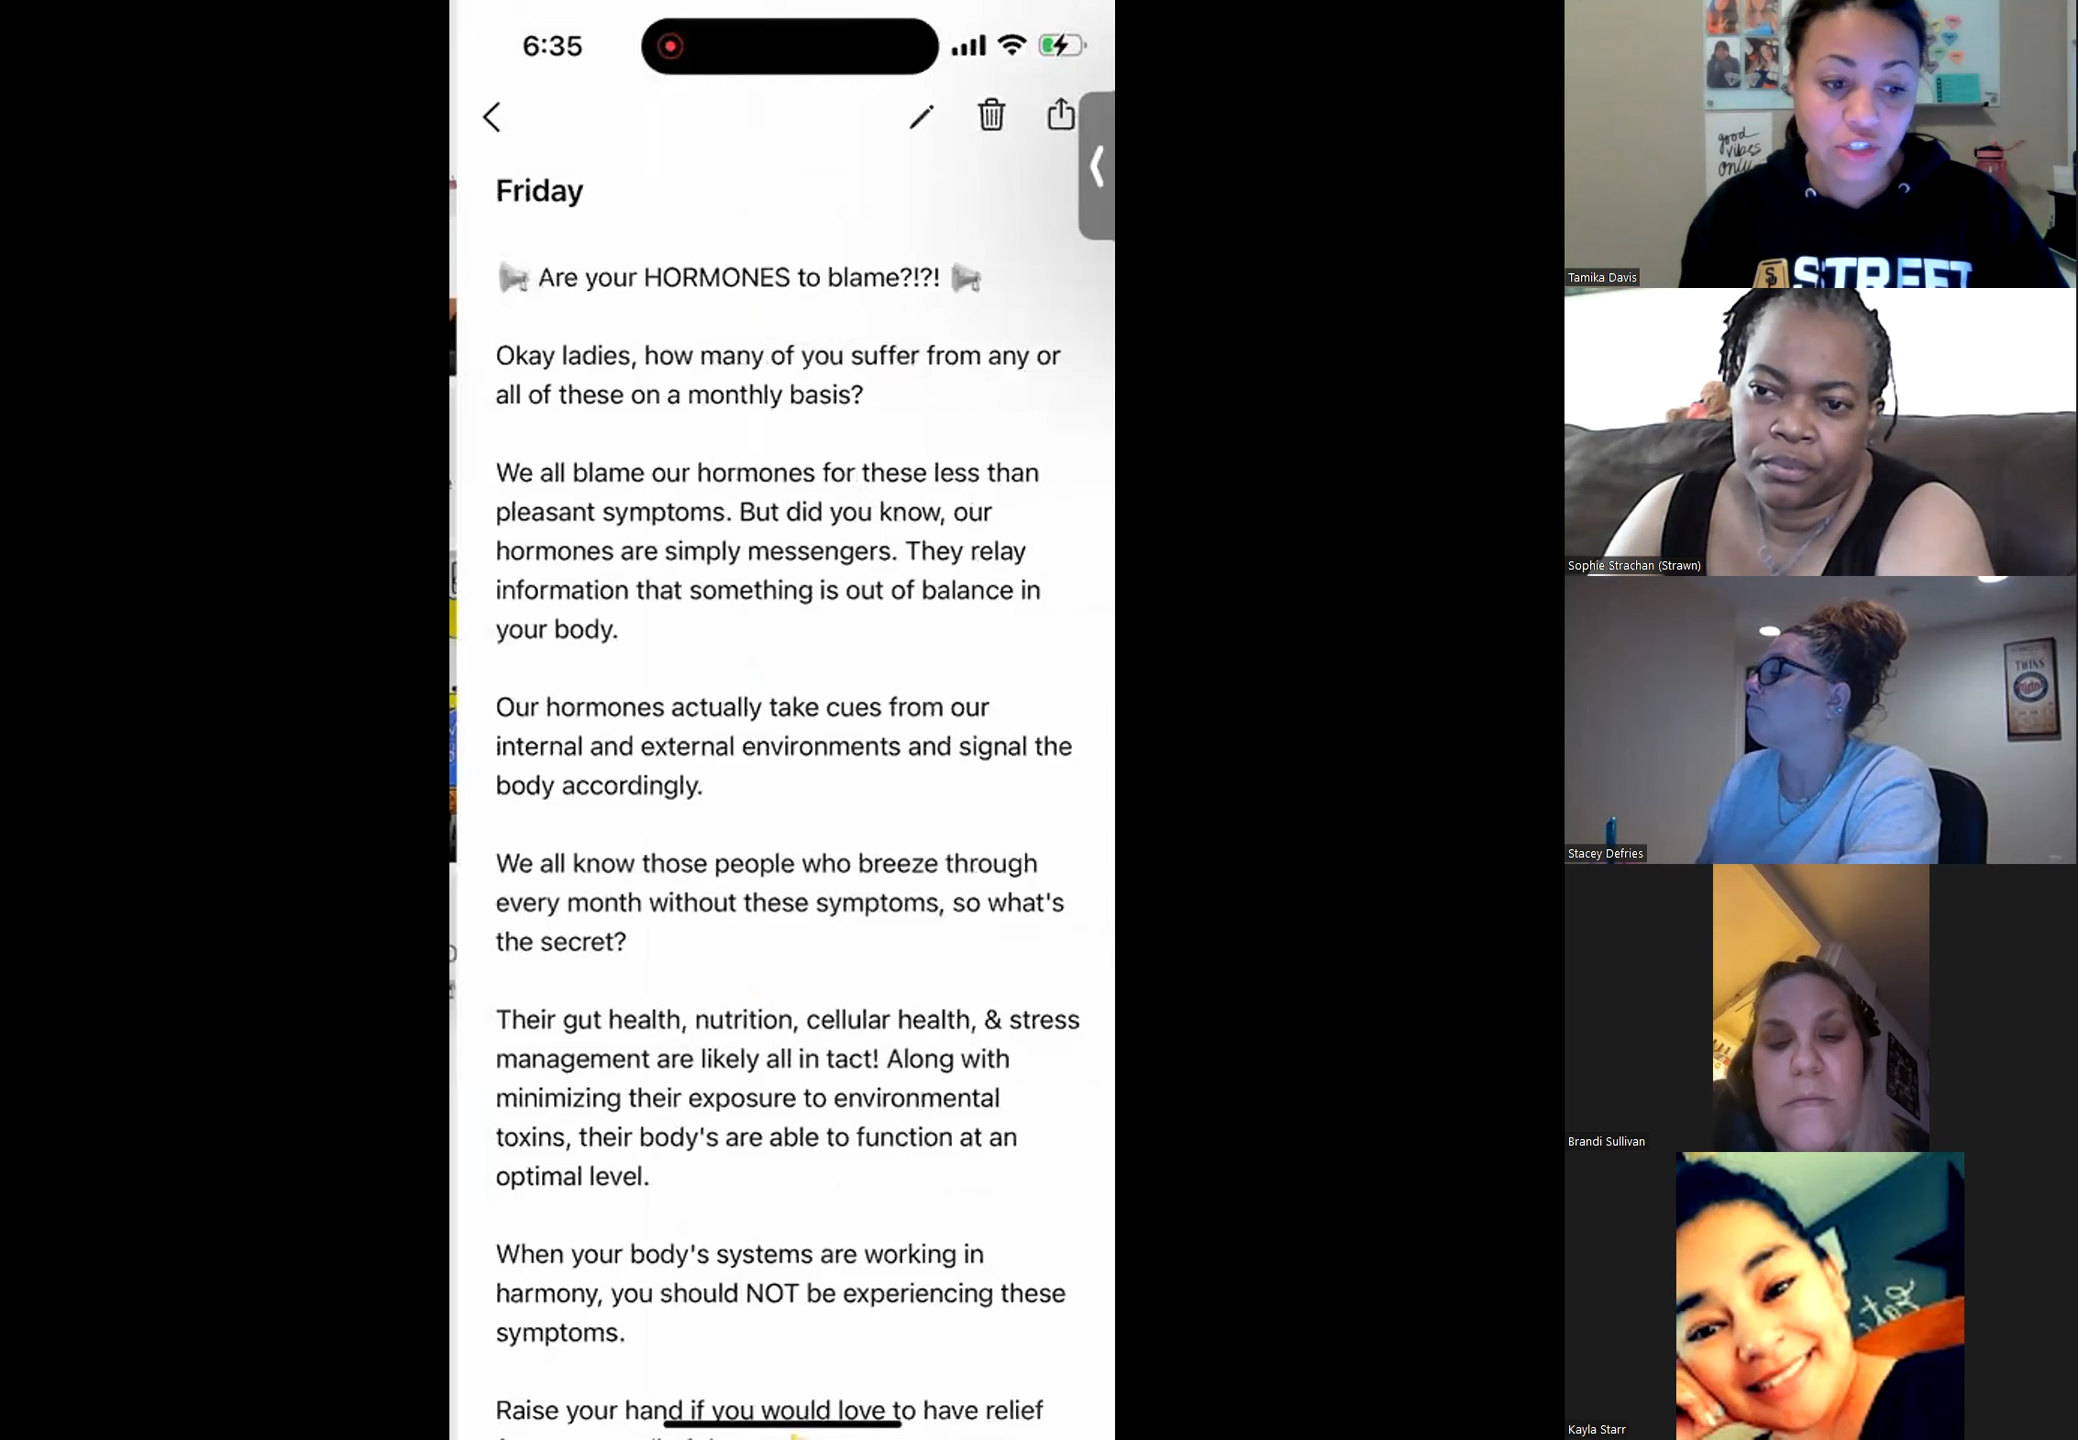 6:35
Friday
Are your HORMONES to blame?!?!
Okay ladies, how many of you suffer from any or
all of these on a monthly basis?
We all blame our hormones for these less than
pleasant symptoms. But did you know, our
hormones are simply messengers. They relay
information that something is out of balance in
your body.
Our hormones actually take cues from our
internal and external environments and signal the
body accordingly.
We all know those people who breeze through
every month without these symptoms, so what's
the secret?
Their gut health, nutrition, cellular health, & stress
management are likely all in tact! Along with
minimizing their exposure to environmental
toxins, their body's are able to function at an
optimal level.
When your body's systems are working in
harmony, you should NOT be experiencing these
symptoms.
Raise your hand if you would love to have relief
good
vibes
only
STREET
Tamika Davis
Sophie Strachan (Strawn)
TWINS
Stacey Defries
Brandi Sullivan
Kayla Starr